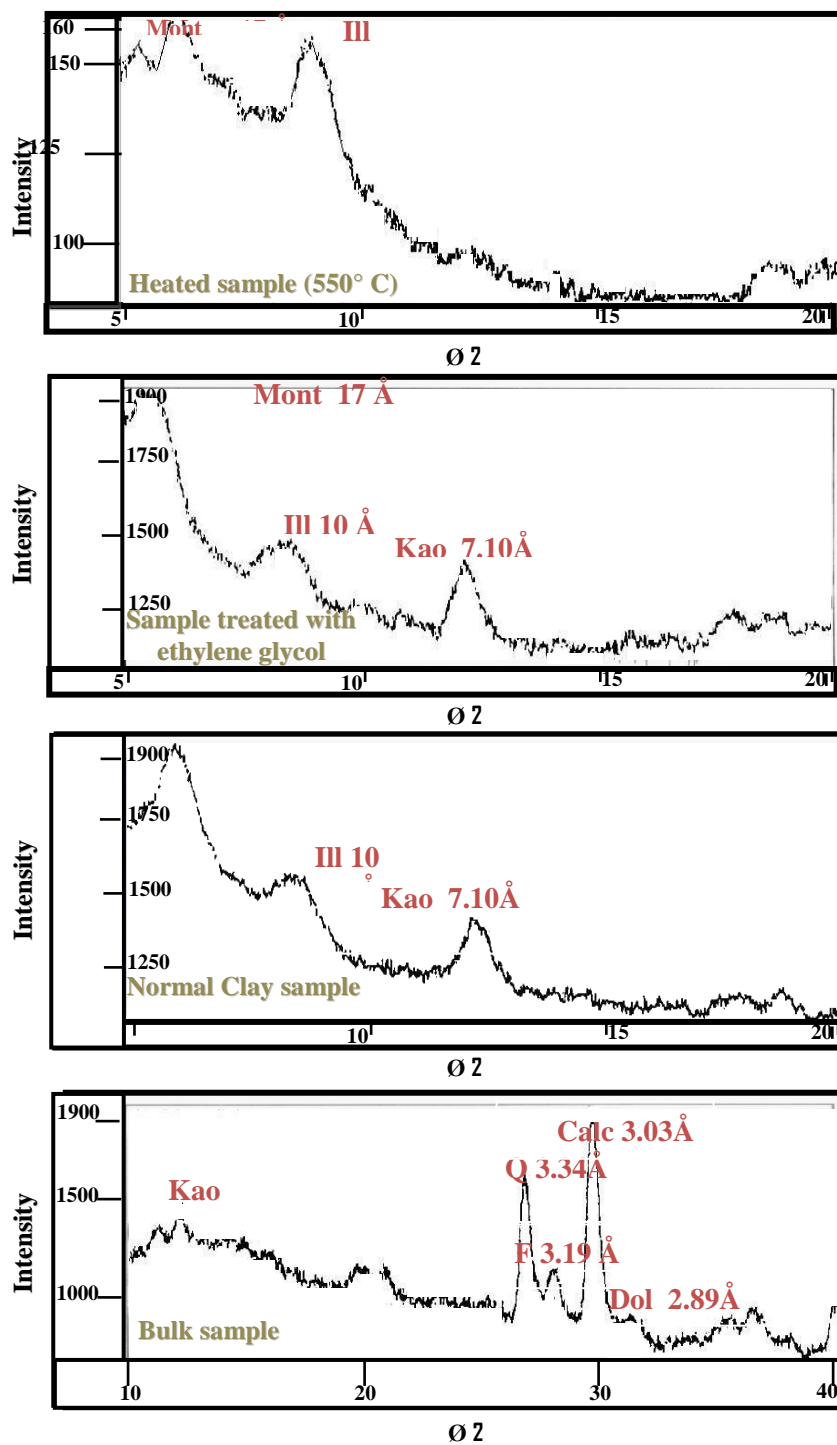 160
Mont
Ill
150
125
100
Intensity
Heated sample (550° C)
5
10
15
20
Ø 2
1900
Mont 17 Å
1750
1500
Ill 10 Å
Kao 7.10Å
1250
Intensity
Sample treated with
ethylene glycol
5
10
15
20
Ø 2
1900
1750
Ill 10
1500
Kao 7.10Å
1250
Intensity
Normal Clay sample
10
15
20
Ø 2
1900
Calc 3.03Å
Q 3.34Å
Kao
1500
F 3.19 Å
1000
Dol 2.89Å
Intensity
Bulk sample
10
20
30
40
Ø 2